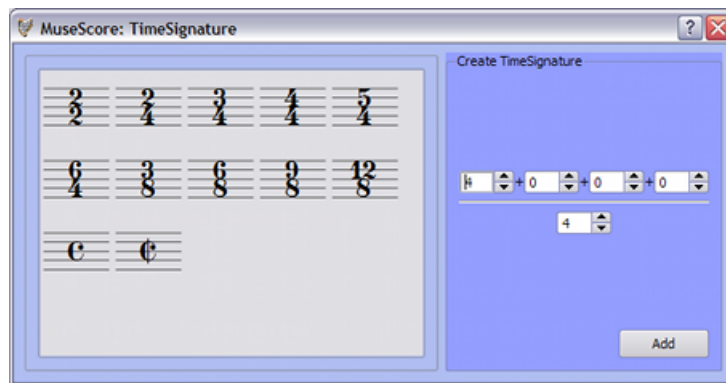 MuseScore: TimeSignature
?
2 2 3 4 5
2 4 4 4 4
6 3 6 9 12
4 8 8 8 8
Create TimeSignature
4 + 0 + 0 + 0
4
Add